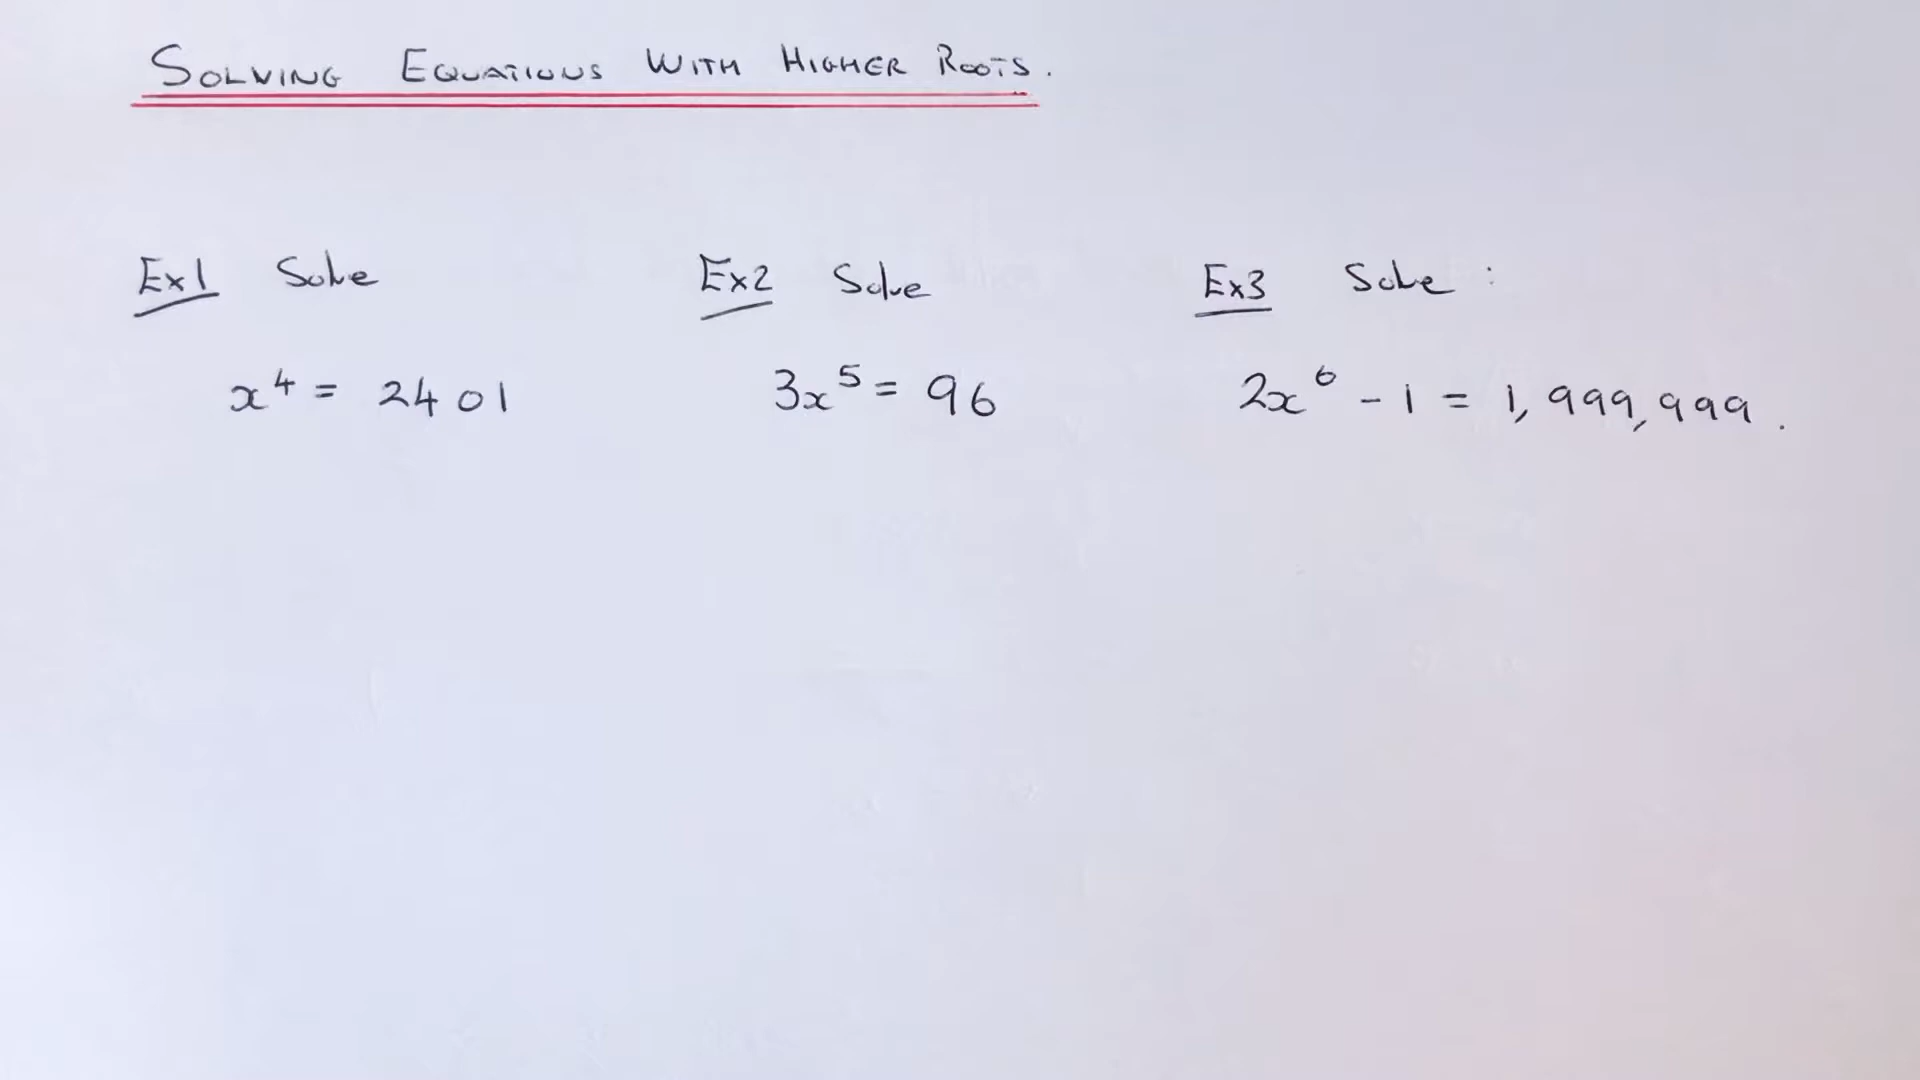 SOLVING EQUATIONS WITH HIGHER ROOTS.
Ex1 Solve
x⁴ = 2401
Ex2 Solve
3x⁵ = 96
Ex3 Solve :
2x⁶ - 1 = 1,999,999.